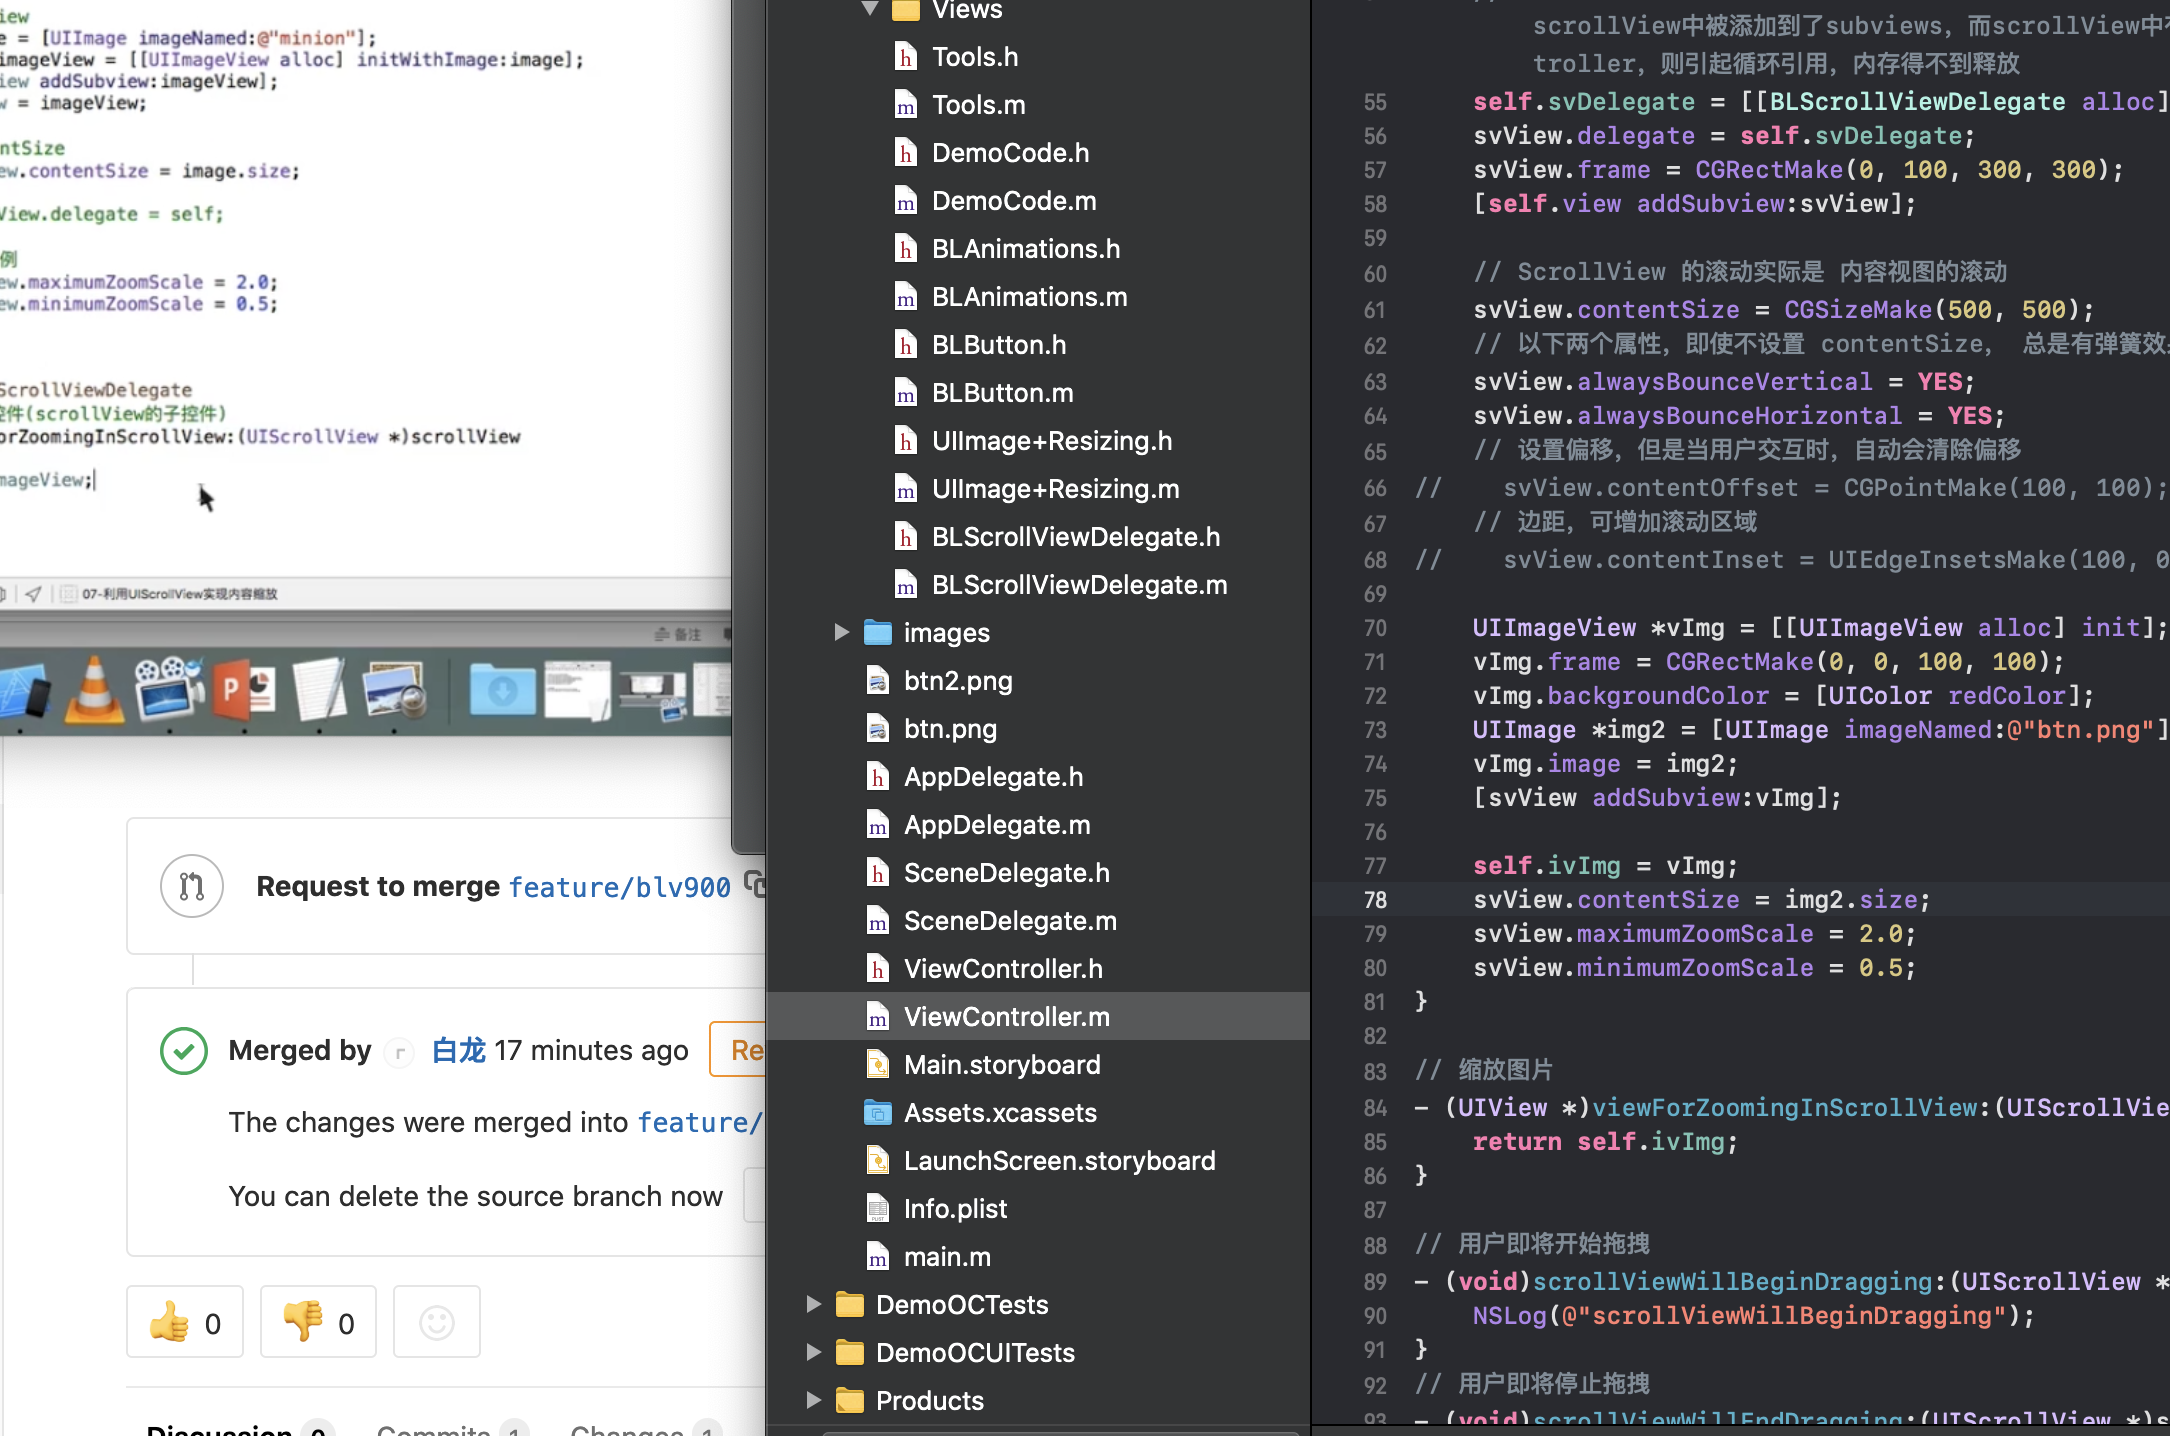 iew
e = [UIImage imageNamed:@"minion"];
imageView = [[UIImageView alloc] initWithImage:image];
iew addSubview:imageView];
w = imageView;
ntSize
ew.contentSize = image.size;
View.delegate = self;
例
ew.maximumZoomScale = 2.0;
ew.minimumZoomScale = 0.5;
ScrollViewDelegate
控件(scrollView的子控件)
orZoomingInScrollView:(UIScrollView *)scrollView
mageView;
07-利用UIScrollView实现内容缩放
备注
Request to merge feature/blv900
Merged by 白龙 17 minutes ago Re
The changes were merged into feature/
You can delete the source branch now
0 0
Discussion 0 Commits 1 Changes 1
Views
Tools.h
Tools.m
DemoCode.h
DemoCode.m
BLAnimations.h
BLAnimations.m
BLButton.h
BLButton.m
UIImage+Resizing.h
UIImage+Resizing.m
BLScrollViewDelegate.h
BLScrollViewDelegate.m
images
btn2.png
btn.png
AppDelegate.h
AppDelegate.m
SceneDelegate.h
SceneDelegate.m
ViewController.h
ViewController.m
Main.storyboard
Assets.xcassets
LaunchScreen.storyboard
Info.plist
main.m
DemoOCTests
DemoOCUITests
Products
scrollView中被添加到了subviews，而scrollView中
troller，则引起循环引用，内存得不到释放
55 self.svDelegate = [[BLScrollViewDelegate alloc]
56 svView.delegate = self.svDelegate;
57 svView.frame = CGRectMake(0, 100, 300, 300);
58 [self.view addSubview:svView];
59
60 // ScrollView 的滚动实际是 内容视图的滚动
61 svView.contentSize = CGSizeMake(500, 500);
62 // 以下两个属性，即使不设置 contentSize， 总是有弹簧效
63 svView.alwaysBounceVertical = YES;
64 svView.alwaysBounceHorizontal = YES;
65 // 设置偏移，但是当用户交互时，自动会清除偏移
66 // svView.contentOffset = CGPointMake(100, 100);
67 // 边距，可增加滚动区域
68 // svView.contentInset = UIEdgeInsetsMake(100, 0
69
70 UIImageView *vImg = [[UIImageView alloc] init];
71 vImg.frame = CGRectMake(0, 0, 100, 100);
72 vImg.backgroundColor = [UIColor redColor];
73 UIImage *img2 = [UIImage imageNamed:@"btn.png"]
74 vImg.image = img2;
75 [svView addSubview:vImg];
76
77 self.ivImg = vImg;
78 svView.contentSize = img2.size;
79 svView.maximumZoomScale = 2.0;
80 svView.minimumZoomScale = 0.5;
81 }
82
83 // 缩放图片
84 - (UIView *)viewForZoomingInScrollView:(UIScrollVie
85 return self.ivImg;
86 }
87
88 // 用户即将开始拖拽
89 - (void)scrollViewWillBeginDragging:(UIScrollView *
90 NSLog(@"scrollViewWillBeginDragging");
91 }
92 // 用户即将停止拖拽
93 - (void)scrollViewWillEndDragging:(UIScrollView *)s